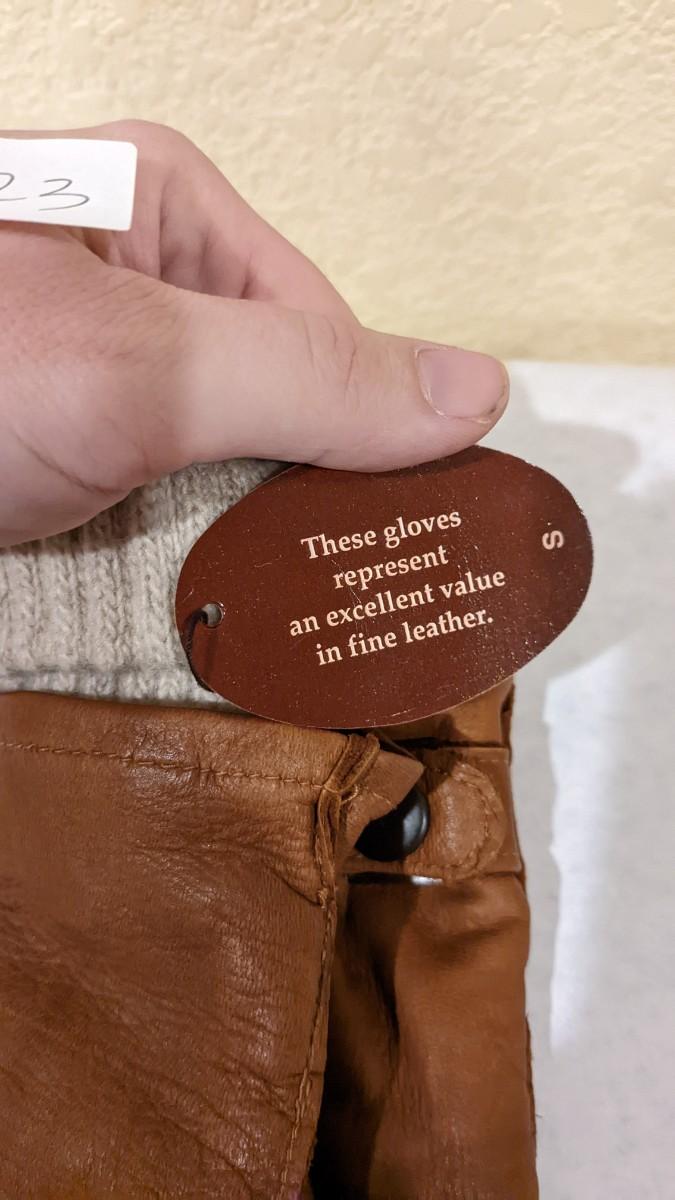 23
These gloves
represent
an excellent value
in fine leather.
S